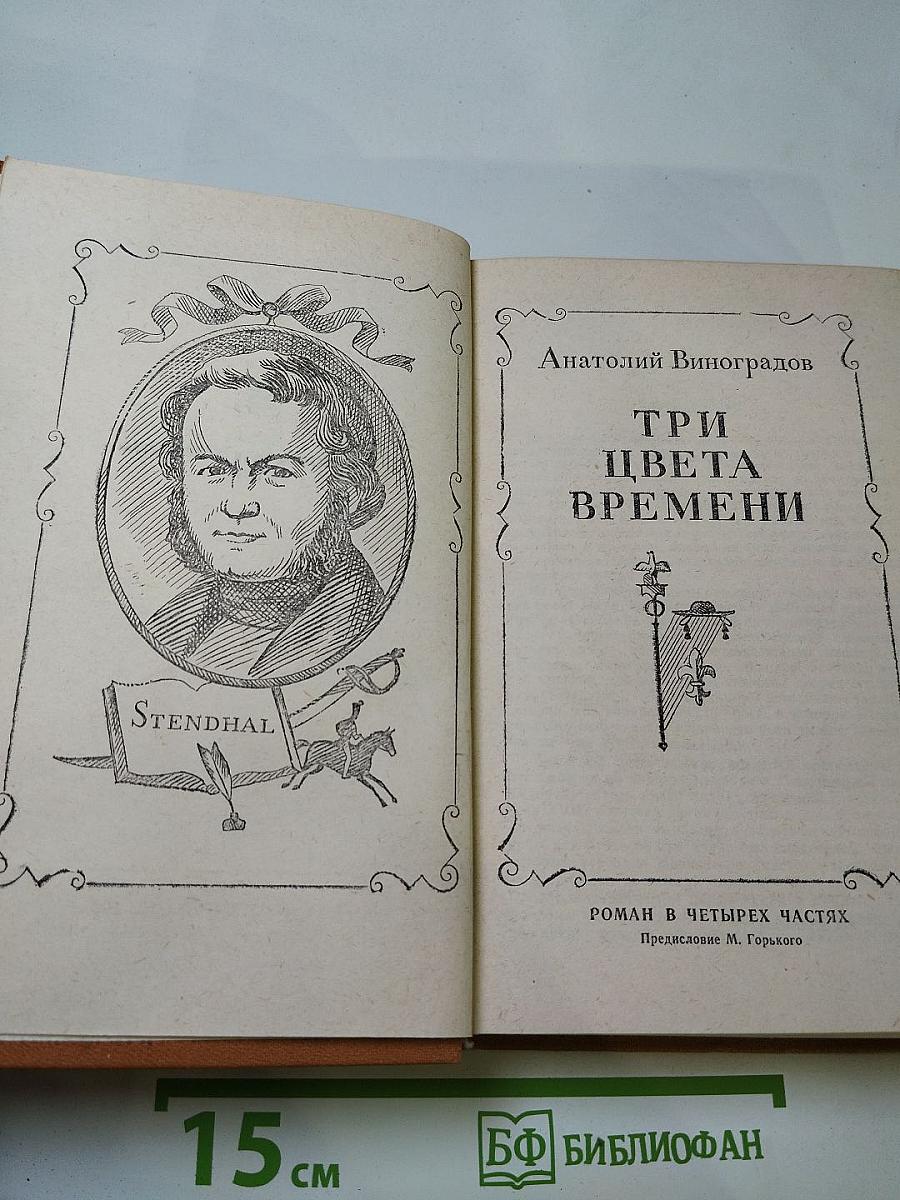 STENDHAL
Анатолий Виноградов
ТРИ
ЦВЕТА
ВРЕМЕНИ
РОМАН В ЧЕТЫРЕХ ЧАСТЯХ
Предисловие М. Горького
15 см
БФ БИБЛИОФАН